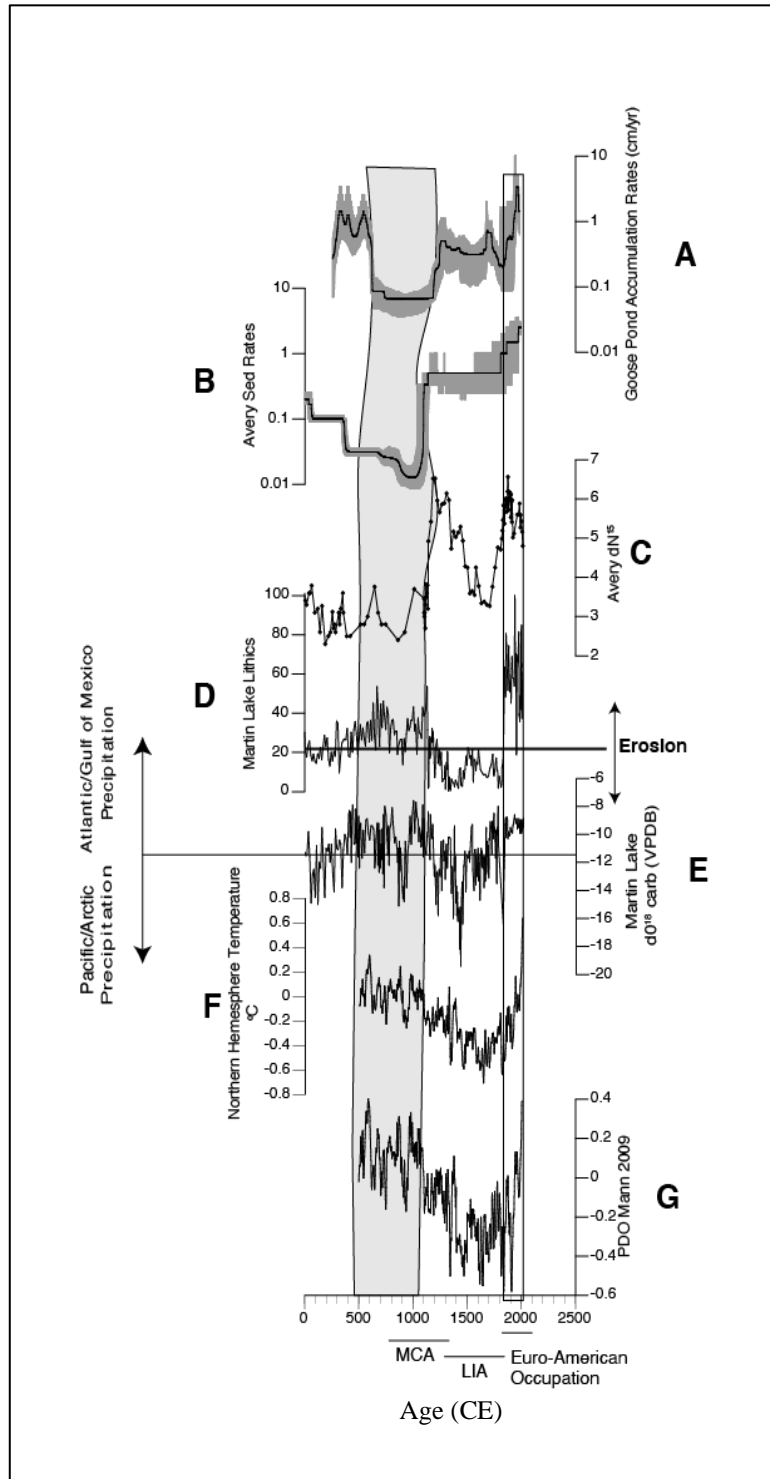 10
1
0.1
0.01
Goose Pond Accumulation Rates (cm/yr)
A
10
1
0.1
0.01
Avery Sed Rates
B
7
6
5
4
3
2
Avery dN¹⁵
C
100
80
60
40
20
0
Martin Lake Lithics
D
Erosion
Atlantic/Gulf of Mexico
Precipitation
Pacific/Arctic
Precipitation
-6
-8
-10
-12
-14
-16
-18
-20
Martin Lake
d0¹⁸ carb (VPDB)
E
0.8
0.6
0.4
0.2
0
-0.2
-0.4
-0.6
-0.8
Northern Hemesphere Temperature
ºC
F
0.4
0.2
0
-0.2
-0.4
-0.6
PDO Mann 2009
G
0 500 1000 1500 2000 2500
MCA
LIA
Euro-American
Occupation
Age (CE)